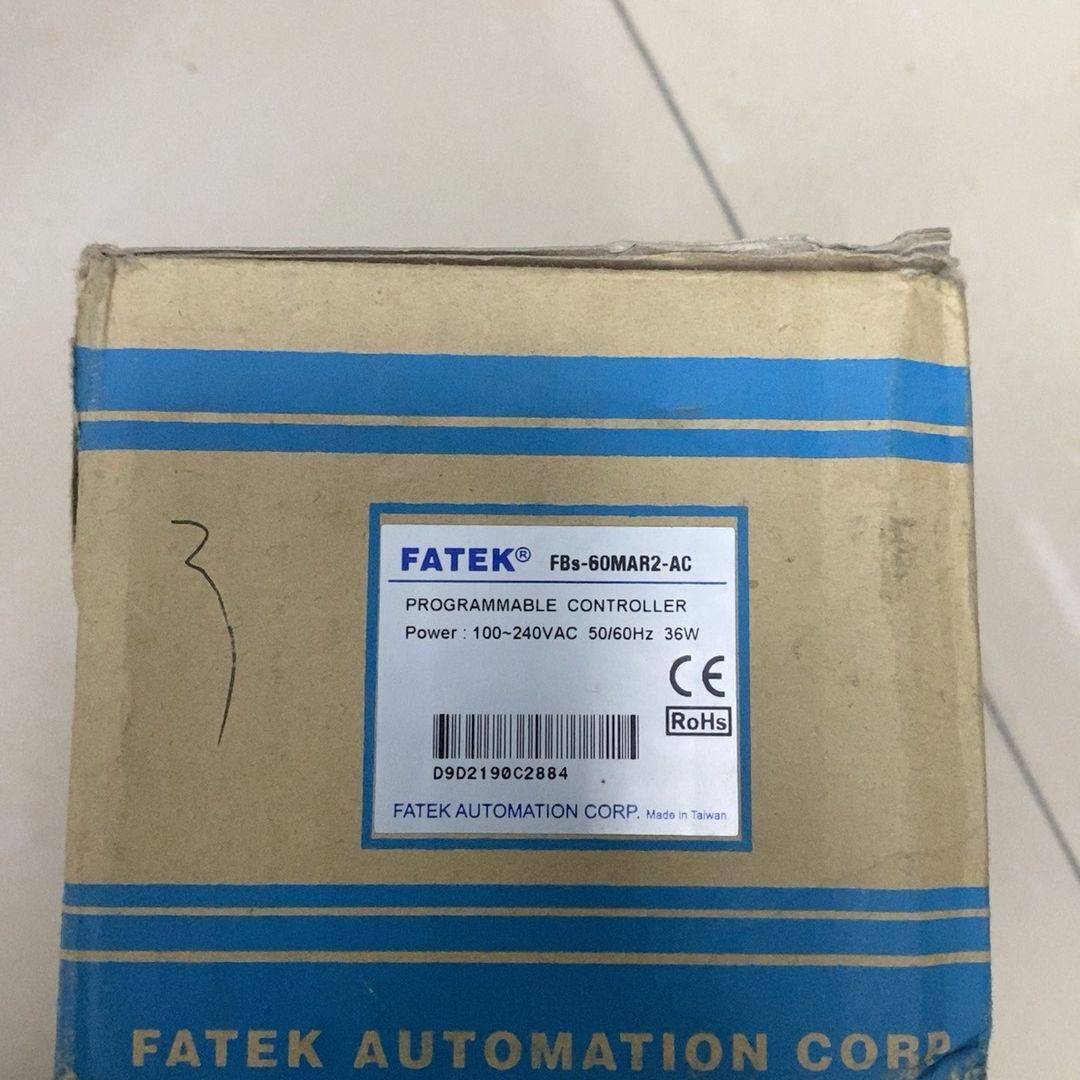 3
FATEK® FBs-60MAR2-AC
PROGRAMMABLE CONTROLLER
Power : 100~240VAC 50/60Hz 36W
CE
RoHs
D9D2190C2884
FATEK AUTOMATION CORP. Made in Taiwan
FATEK AUTOMATION CORP